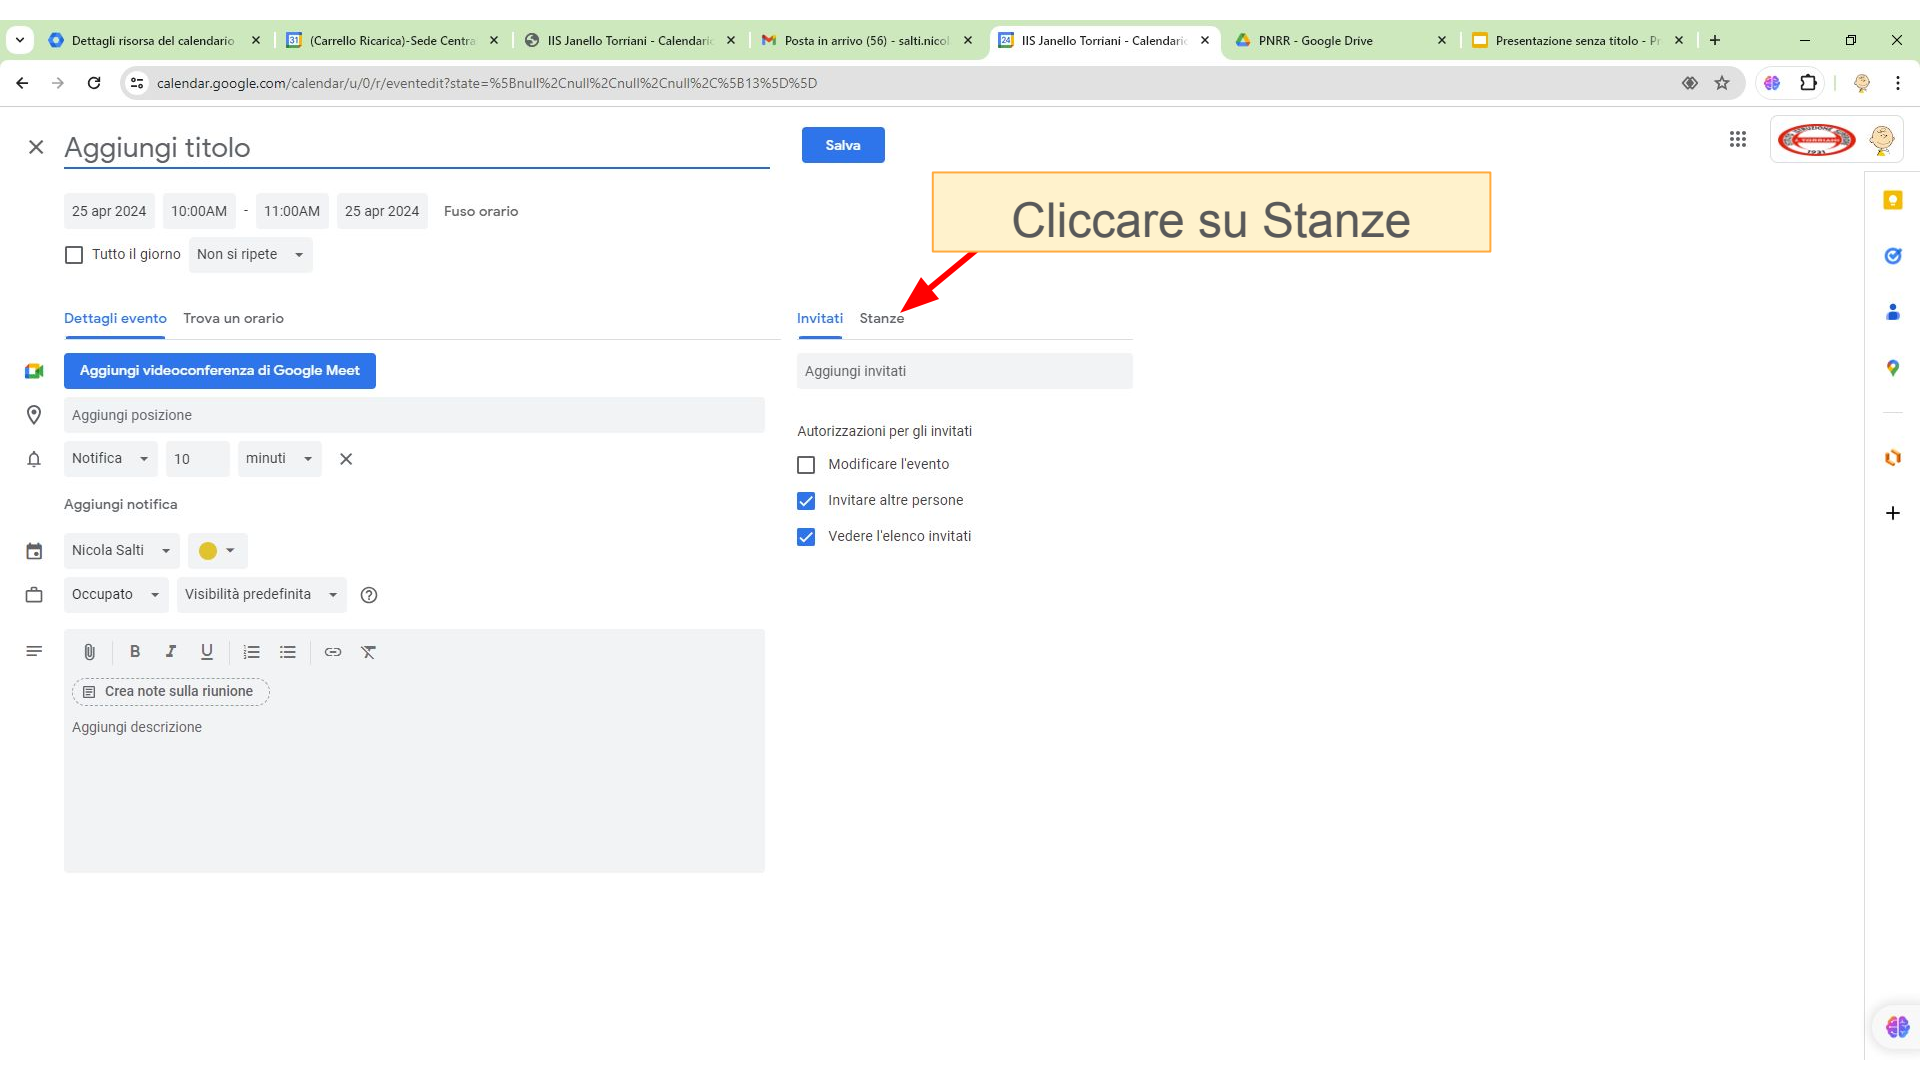 Dettagli risorsa del calendario
(Carrello Ricarica)-Sede Centra
IIS Janello Torriani - Calendario
Posta in arrivo (56) - salti.nicol
IIS Janello Torriani - Calendario
PNRR - Google Drive
Presentazione senza titolo - Pr
calendar.google.com/calendar/u/0/r/eventedit?state=%5Bnull%2Cnull%2Cnull%2Cnull%2C%5B13%5D%5D
Aggiungi titolo
Salva
25 apr 2024 10:00AM - 11:00AM 25 apr 2024 Fuso orario
Cliccare su Stanze
Tutto il giorno Non si ripete
Dettagli evento Trova un orario
Invitati Stanze
Aggiungi videoconferenza di Google Meet
Aggiungi invitati
Aggiungi posizione
Autorizzazioni per gli invitati
Notifica 10 minuti
Modificare l'evento
Aggiungi notifica
Invitare altre persone
Nicola Salti
Vedere l'elenco invitati
Occupato Visibilità predefinita
B I U
Crea note sulla riunione
Aggiungi descrizione